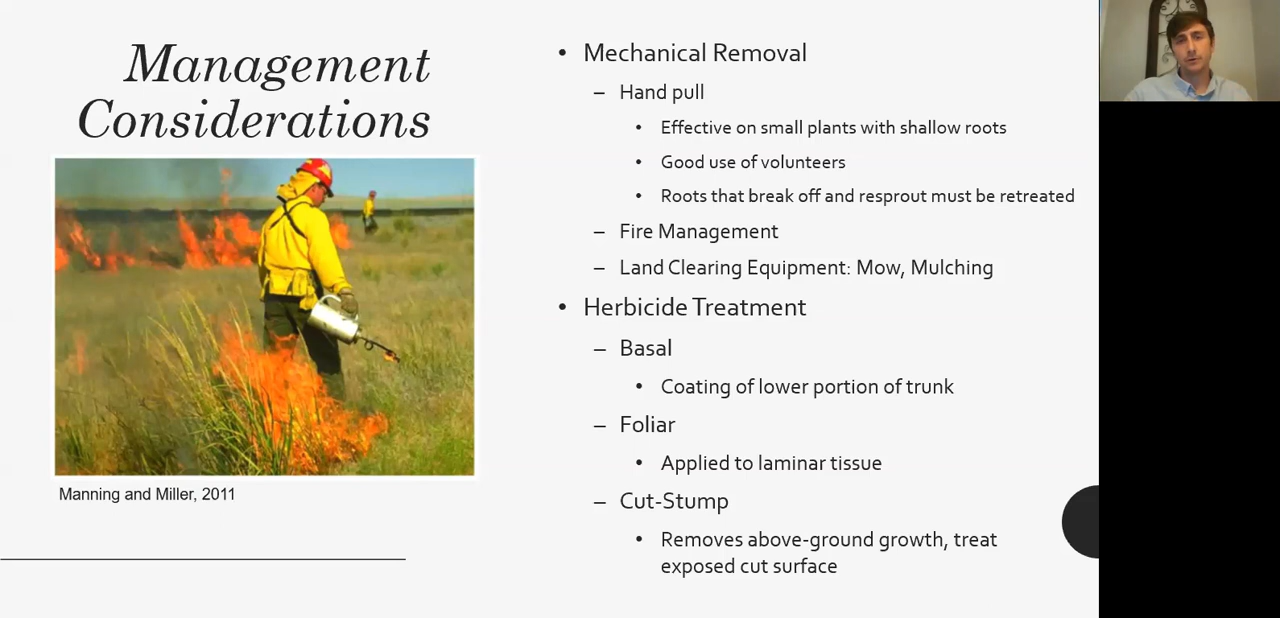 Management
Considerations
Manning and Miller, 2011
• Mechanical Removal
– Hand pull
• Effective on small plants with shallow roots
• Good use of volunteers
• Roots that break off and resprout must be retreated
– Fire Management
– Land Clearing Equipment: Mow, Mulching
• Herbicide Treatment
– Basal
• Coating of lower portion of trunk
– Foliar
• Applied to laminar tissue
– Cut-Stump
• Removes above-ground growth, treat
exposed cut surface